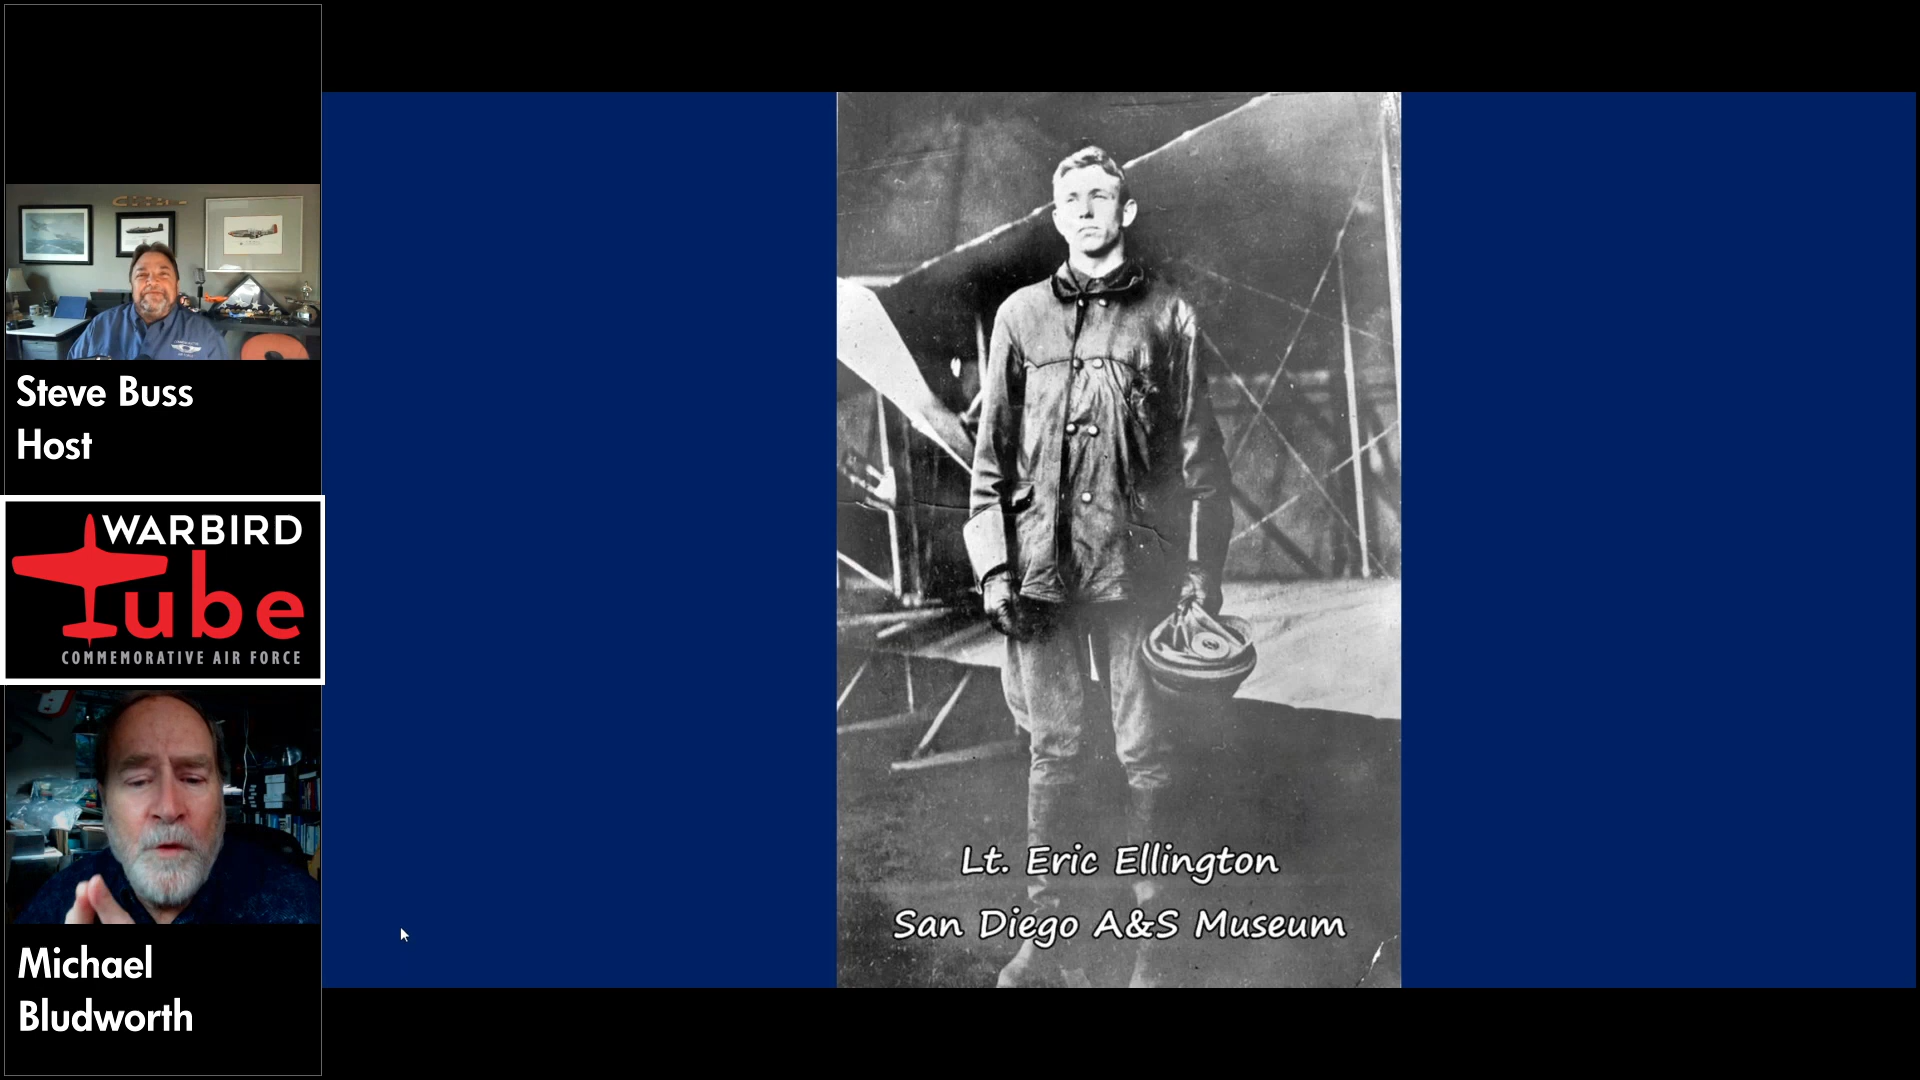 Steve Buss
Host
WARBIRD
Tube
COMMEMORATIVE AIR FORCE
Michael
Bludworth
Lt. Eric Ellington
San Diego A&S Museum